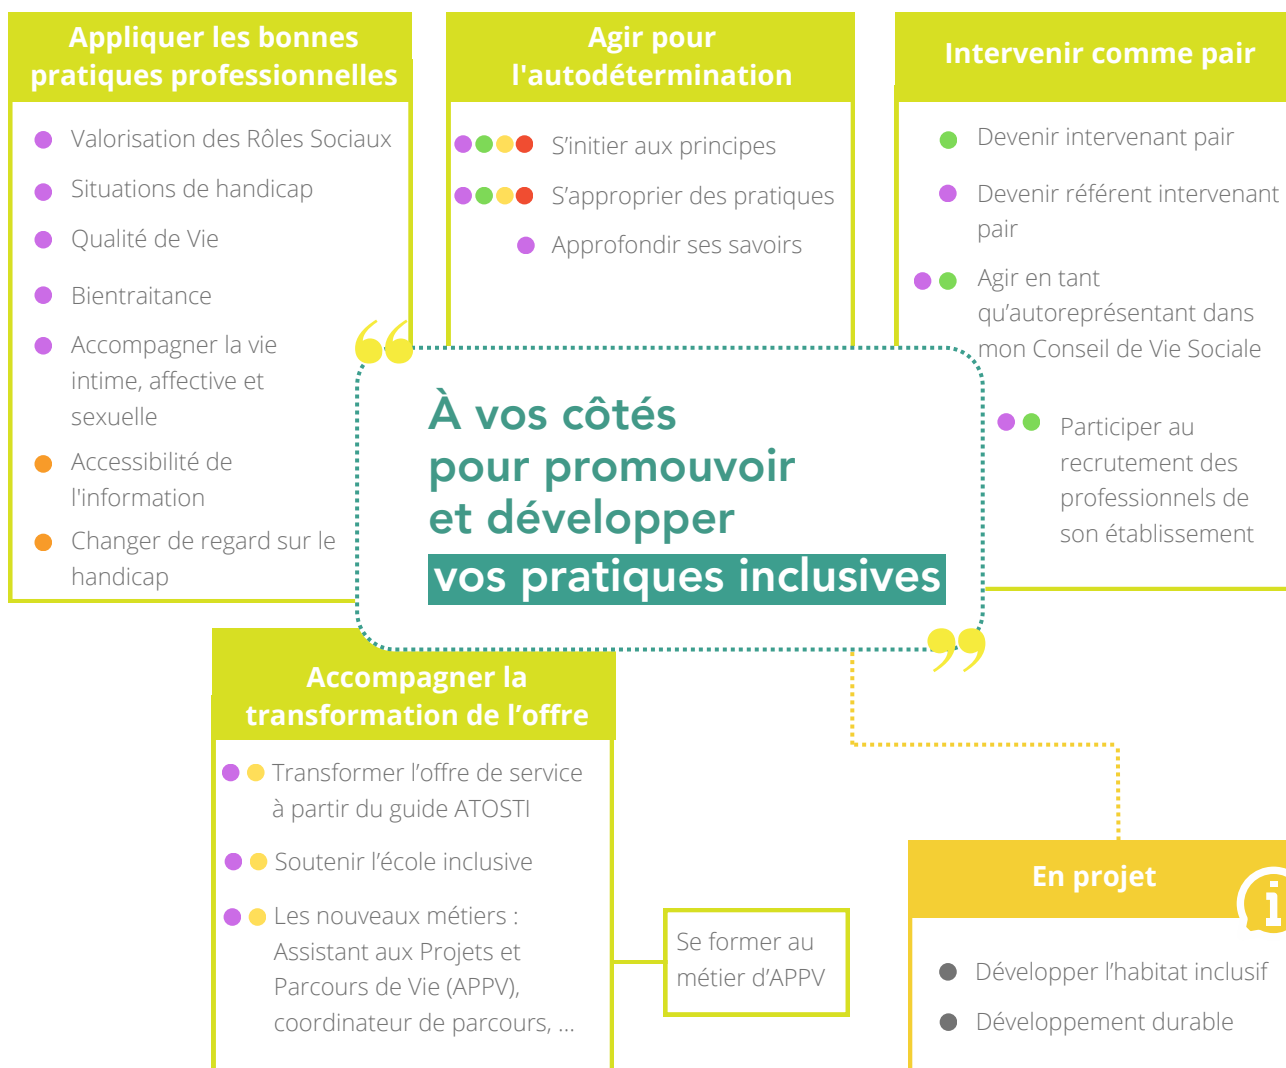 Appliquer les bonnes
pratiques professionnelles
Valorisation des Rôles Sociaux
Situations de handicap
Qualité de Vie
Bientraitance
Accompagner la vie
intime, affective et
sexuelle
Accessibilité de
l'information
Changer de regard sur le
handicap
Agir pour
l'autodétermination
S’initier aux principes
S’approprier des pratiques
Approfondir ses savoirs
Intervenir comme pair
Devenir intervenant pair
Devenir référent intervenant
pair
Agir en tant
qu’autoreprésentant dans
mon Conseil de Vie Sociale
Participer au
recrutement des
professionnels de
son établissement
À vos côtés
pour promouvoir
et développer
vos pratiques inclusives
Accompagner la
transformation de l’offre
Transformer l’offre de service
à partir du guide ATOSTI
Soutenir l’école inclusive
Les nouveaux métiers :
Assistant aux Projets et
Parcours de Vie (APPV),
coordinateur de parcours, ...
Se former au
métier d’APPV
En projet
Développer l’habitat inclusif
Développement durable